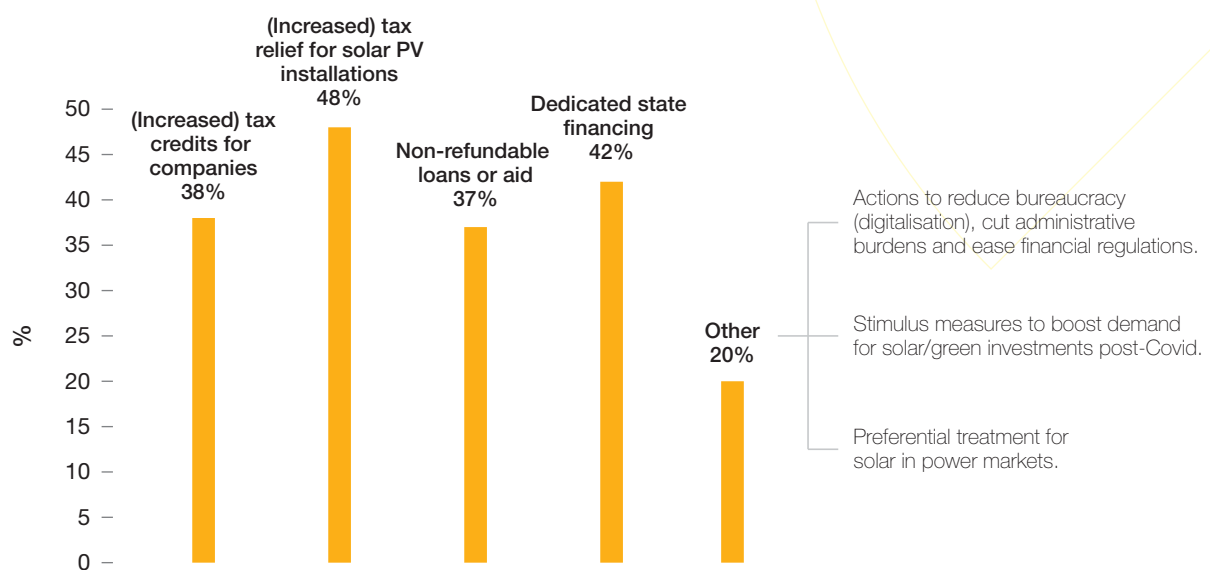 (Increased) tax
relief for solar PV
installations
48%
(Increased) tax
credits for
companies
38%
Non-refundable
loans or aid
37%
Dedicated state
financing
42%
Other
20%
Actions to reduce bureaucracy
(digitalisation), cut administrative
burdens and ease financial regulations.
Stimulus measures to boost demand
for solar/green investments post-Covid.
Preferential treatment for
solar in power markets.
%
50
45
40
35
30
25
20
15
10
5
0